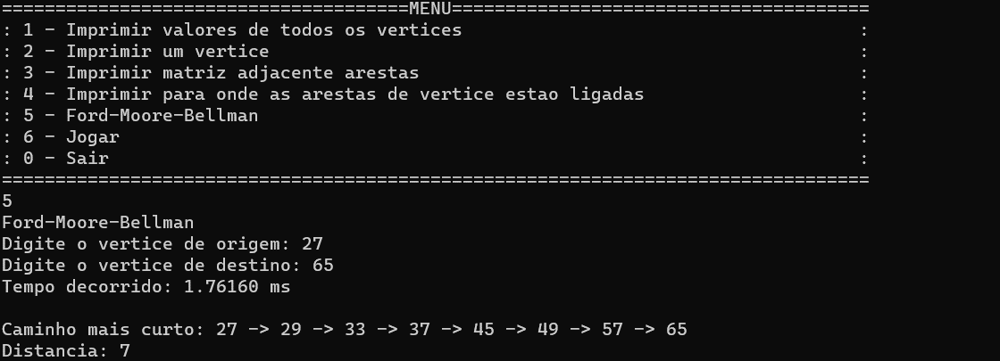 ======================================MENU=======================================
: 1 - Imprimir valores de todos os vertices                                     :
: 2 - Imprimir um vertice                                                       :
: 3 - Imprimir matriz adjacente arestas                                         :
: 4 - Imprimir para onde as arestas de vertice estao ligadas                    :
: 5 - Ford-Moore-Bellman                                                        :
: 6 - Jogar                                                                     :
: 0 - Sair                                                                      :
=================================================================================
5
Ford-Moore-Bellman
Digite o vertice de origem: 27
Digite o vertice de destino: 65
Tempo decorrido: 1.76160 ms

Caminho mais curto: 27 -> 29 -> 33 -> 37 -> 45 -> 49 -> 57 -> 65
Distancia: 7